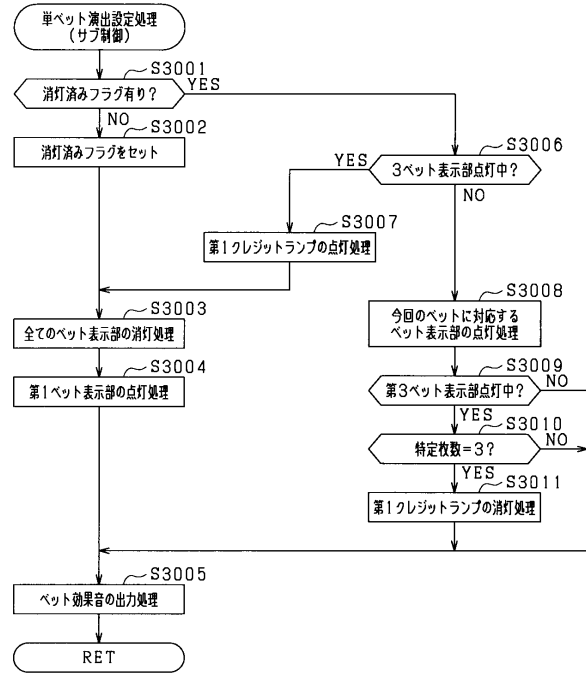 単ベット演出設定処理
(サブ制御)
S3001
消灯済みフラグ有り?
YES
NO
S3002
消灯済みフラグをセット
S3006
3ベット表示部点灯中?
YES
NO
S3007
第1クレジットランプの点灯処理
S3003
全てのベット表示部の消灯処理
S3008
今回のベットに対応する
ベット表示部の点灯処理
S3004
第1ベット表示部の点灯処理
S3009
第3ベット表示部点灯中?
NO
YES
S3010
特定枚数=3?
NO
YES
S3011
第1クレジットランプの消灯処理
S3005
ベット効果音の出力処理
RET